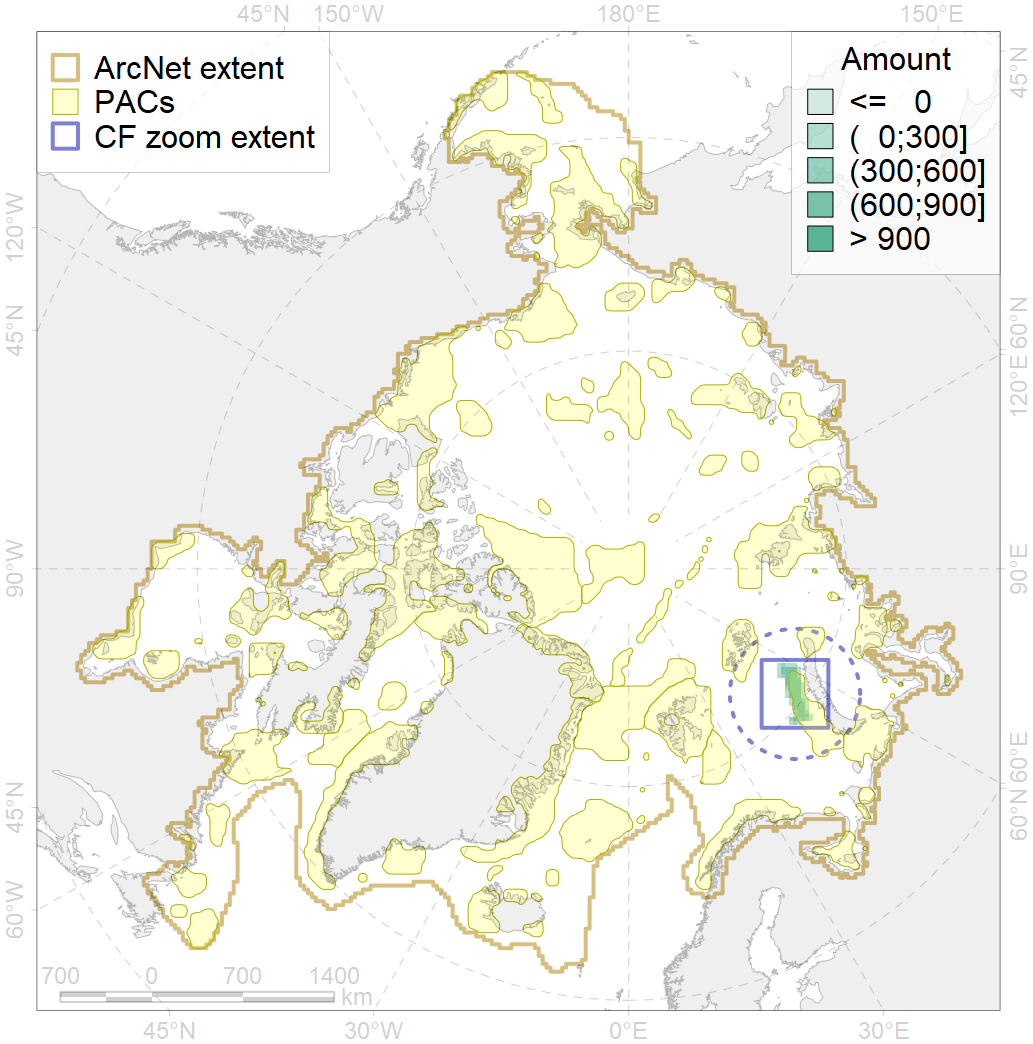 45°N 150°W 180°E 150°E
ArcNet extent
PACs
CF zoom extent
Amount
<= 0
( 0;300]
(300;600]
(600;900]
> 900
45°N
120°W
45°N
90°W
45°N
60°W
60°N
120°E
90°E
60°E
60°N
700 0 700 1400
km
45°N 30°W 0°E 30°E